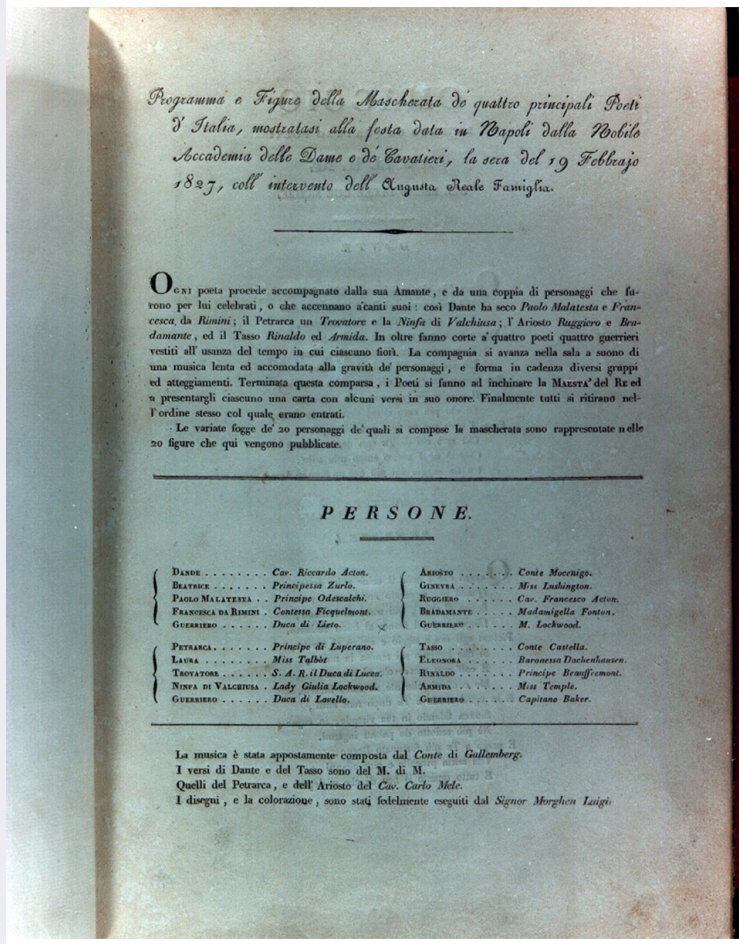 Programma e Figure della Mascherata de' quattro principali Poeti
d' Italia, mostratasi alla festa data in Napoli dalla Nobile
Accademia delle Dame e de' Cavalieri, la sera del 19 Febbrajo
1827, coll' intervento dell' Augusta Reale Famiglia.
OGNI poeta procede accompagnato dalla sua Amante, e da una coppia di personaggi che fu-
rono per lui celebrati, o che accennano a'canti suoi: così Dante ha seco Paolo Malatesta e Fran-
cesca da Rimini; il Petrarca un Trovatore e la Ninfa di Valchiusa; l'Ariosto Ruggiero e Bra-
damante, ed il Tasso Rinaldo ed Armida. In oltre fanno corte a' quattro poeti quattro guerrieri
vestiti all'usanza del tempo in cui ciascuno fiorì. La compagnia si avanza nella sala a suono di
una musica lenta ed accomodata alla gravità de' personaggi, e forma in cadenza diversi gruppi
ed atteggiamenti. Terminata questa comparsa, i Poeti si fanno ad inchinare la MAESTA' del RE ed
a presentargli ciascuno una carta con alcuni versi in suo onore. Finalmente tutti si ritirano nel-
l'ordine stesso col quale erano entrati.
Le variate fogge de' 20 personaggi de' quali si compose la mascherata sono rappresentate nelle
20 figure che qui vengono pubblicate.
PERSONE.
DANDE . . . . . . . . Cav. Riccardo Acton.
BEATRICE . . . . . . . Principessa Zurlo.
PAOLO MALATESTA . . Principe Odescalchi.
FRANCESCA DA RIMINI . Contessa Ficquelmont.
GUERRIERO . . . . . . Duca di Lieto.
PETRARCA . . . . . . . Principe di Luperano.
LAURA . . . . . . . . Miss Talbot
TROVATORE . . . . . . S. A. R. il Duca di Lucca.
NINFA DI VALCHIUSA . Lady Giulia Lockwood.
GUERRIERO . . . . . . Duca di Lavello.
ARIOSTO . . . . . . . Conte Mocenigo.
GINEVRA . . . . . . . Miss Lushington.
RUGGIERO . . . . . . Cav. Francesco Acton.
BRADAMANTE . . . . . Madamigella Fonton.
GUERRIERO . . . . . . M. Lockwood.
TASSO . . . . . . . . Conte Castella.
ELEONORA . . . . . . Baronessa Dachenhausen.
RINALDO . . . . . . . Principe Beauffremont.
ARMIDA . . . . . . . Miss Temple.
GUERRIERO . . . . . . Capitano Baker.
La musica è stata appostamente composta dal Conte di Gallemberg.
I versi di Dante e del Tasso sono del M. di M.
Quelli del Petrarca, e dell' Ariosto del Cav. Carlo Mele.
I disegni, e la colorazione, sono stati fedelmente eseguiti dal Signor Morghen Luigi.